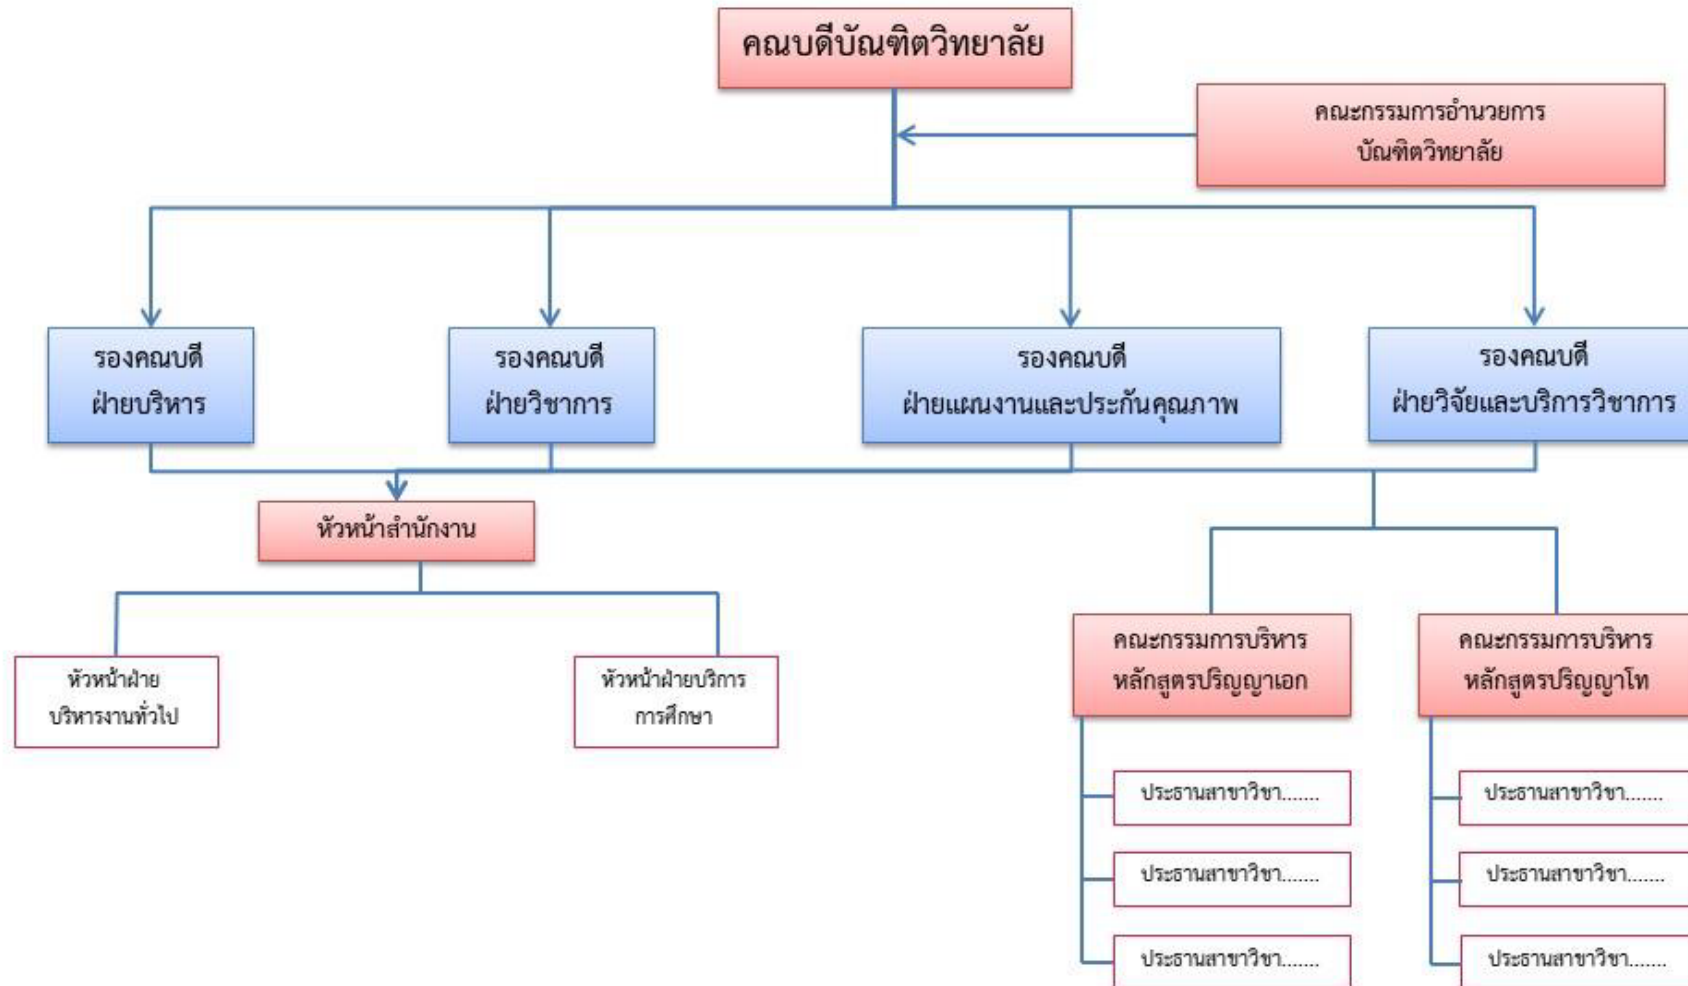 คณบดีบัณฑิตวิทยาลัย
คณะกรรมการอำนวยการ
บัณฑิตวิทยาลัย
รองคณบดี
ฝ่ายบริหาร
รองคณบดี
ฝ่ายวิชาการ
รองคณบดี
ฝ่ายแผนงานและประกันคุณภาพ
รองคณบดี
ฝ่ายวิจัยและบริการวิชาการ
หัวหน้าสำนักงาน
หัวหน้าฝ่าย
บริหารงานทั่วไป
หัวหน้าฝ่ายบริการ
การศึกษา
คณะกรรมการบริหาร
หลักสูตรปริญญาเอก
ประธานสาขาวิชา.......
ประธานสาขาวิชา.......
ประธานสาขาวิชา.......
คณะกรรมการบริหาร
หลักสูตรปริญญาโท
ประธานสาขาวิชา.......
ประธานสาขาวิชา.......
ประธานสาขาวิชา.......